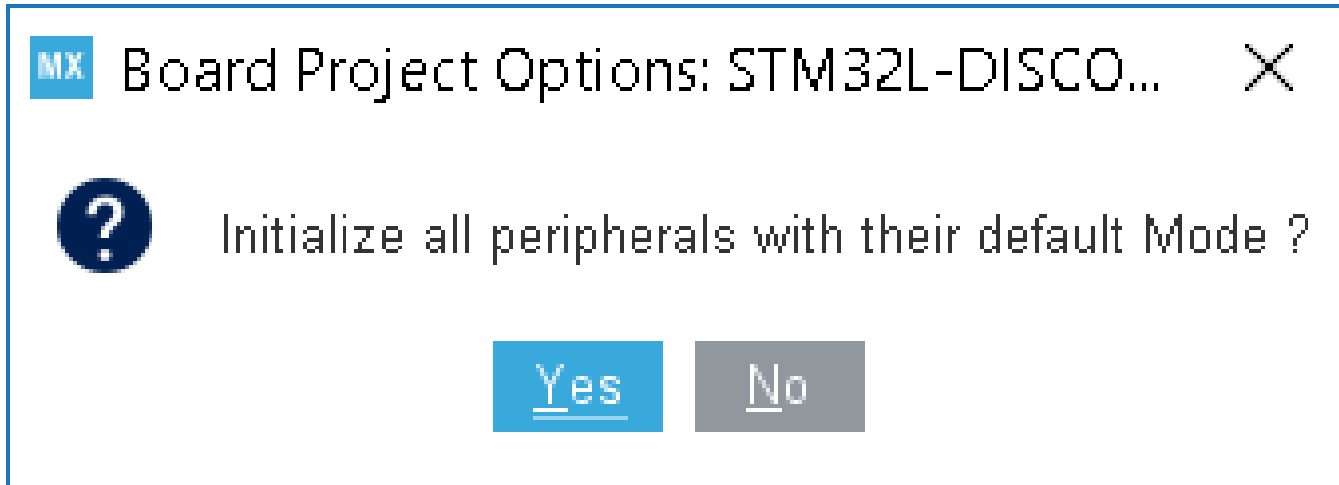 MX Board Project Options: STM32L-DISCO...
Initialize all peripherals with their default Mode ?
Yes No